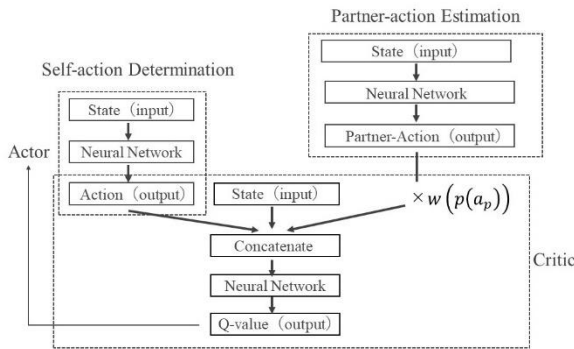 Partner-action Estimation
State（input）
Neural Network
Partner-Action（output）
Self-action Determination
State（input）
Neural Network
Action（output）
Actor
State（input）
× w(p(a_p))
Concatenate
Neural Network
Q-value（output）
Critic